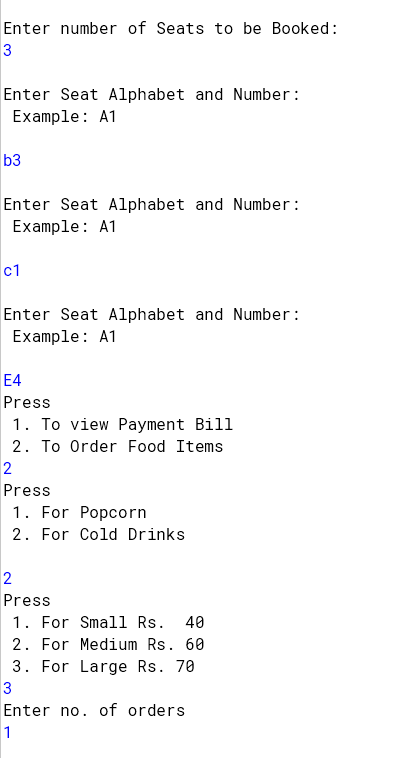 Enter number of Seats to be Booked:
3
Enter Seat Alphabet and Number:
Example: A1
b3
Enter Seat Alphabet and Number:
Example: A1
c1
Enter Seat Alphabet and Number:
Example: A1
E4
Press
1. To view Payment Bill
2. To Order Food Items
2
Press
1. For Popcorn
2. For Cold Drinks
2
Press
1. For Small Rs.  40
2. For Medium Rs. 60
3. For Large Rs. 70
3
Enter no. of orders
1